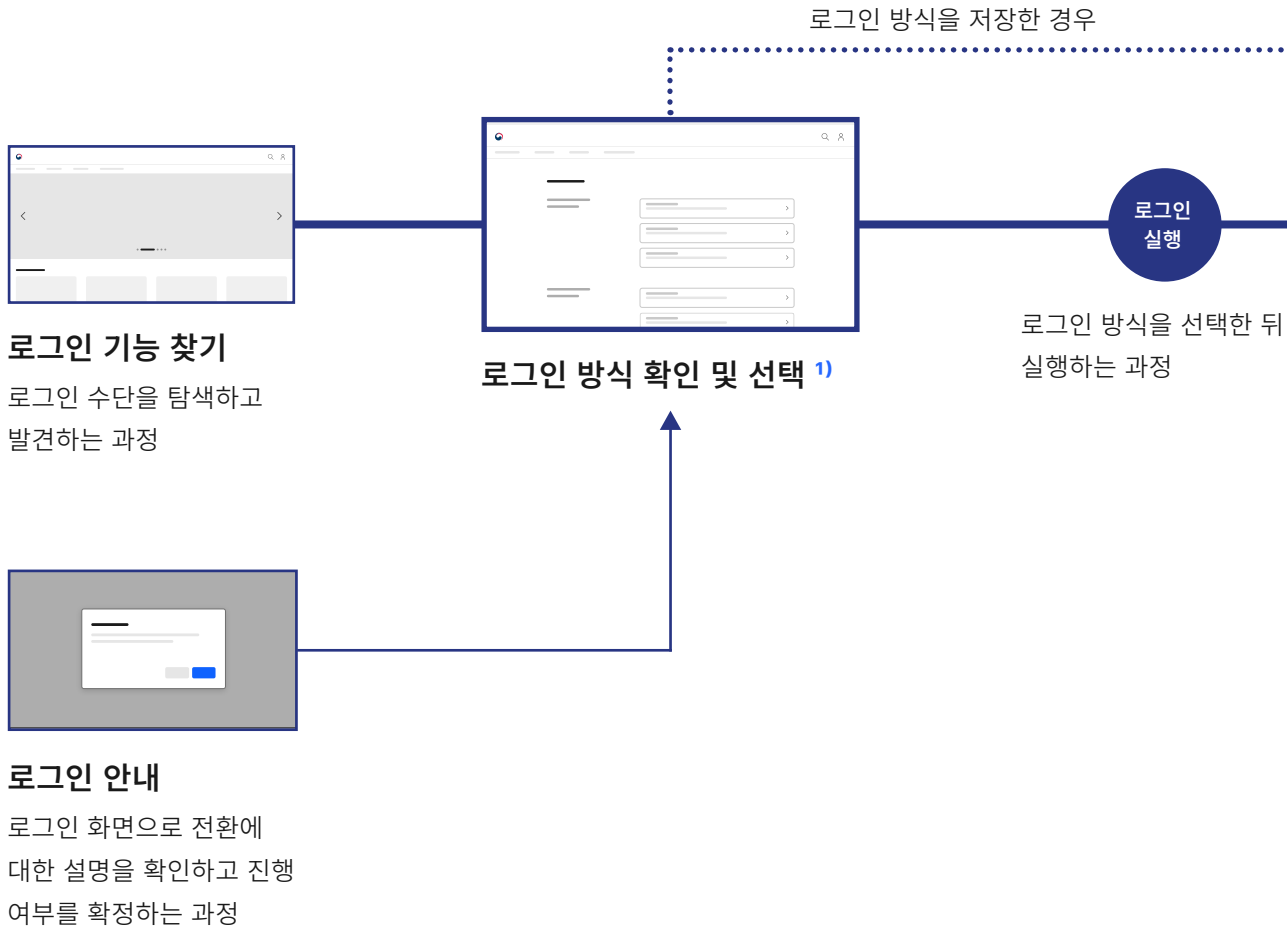 로그인 방식을 저장한 경우
로그인
실행
로그인 방식을 선택한 뒤
실행하는 과정
로그인 기능 찾기
로그인 수단을 탐색하고
발견하는 과정
로그인 방식 확인 및 선택 1)
로그인 안내
로그인 화면으로 전환에
대한 설명을 확인하고 진행
여부를 확정하는 과정